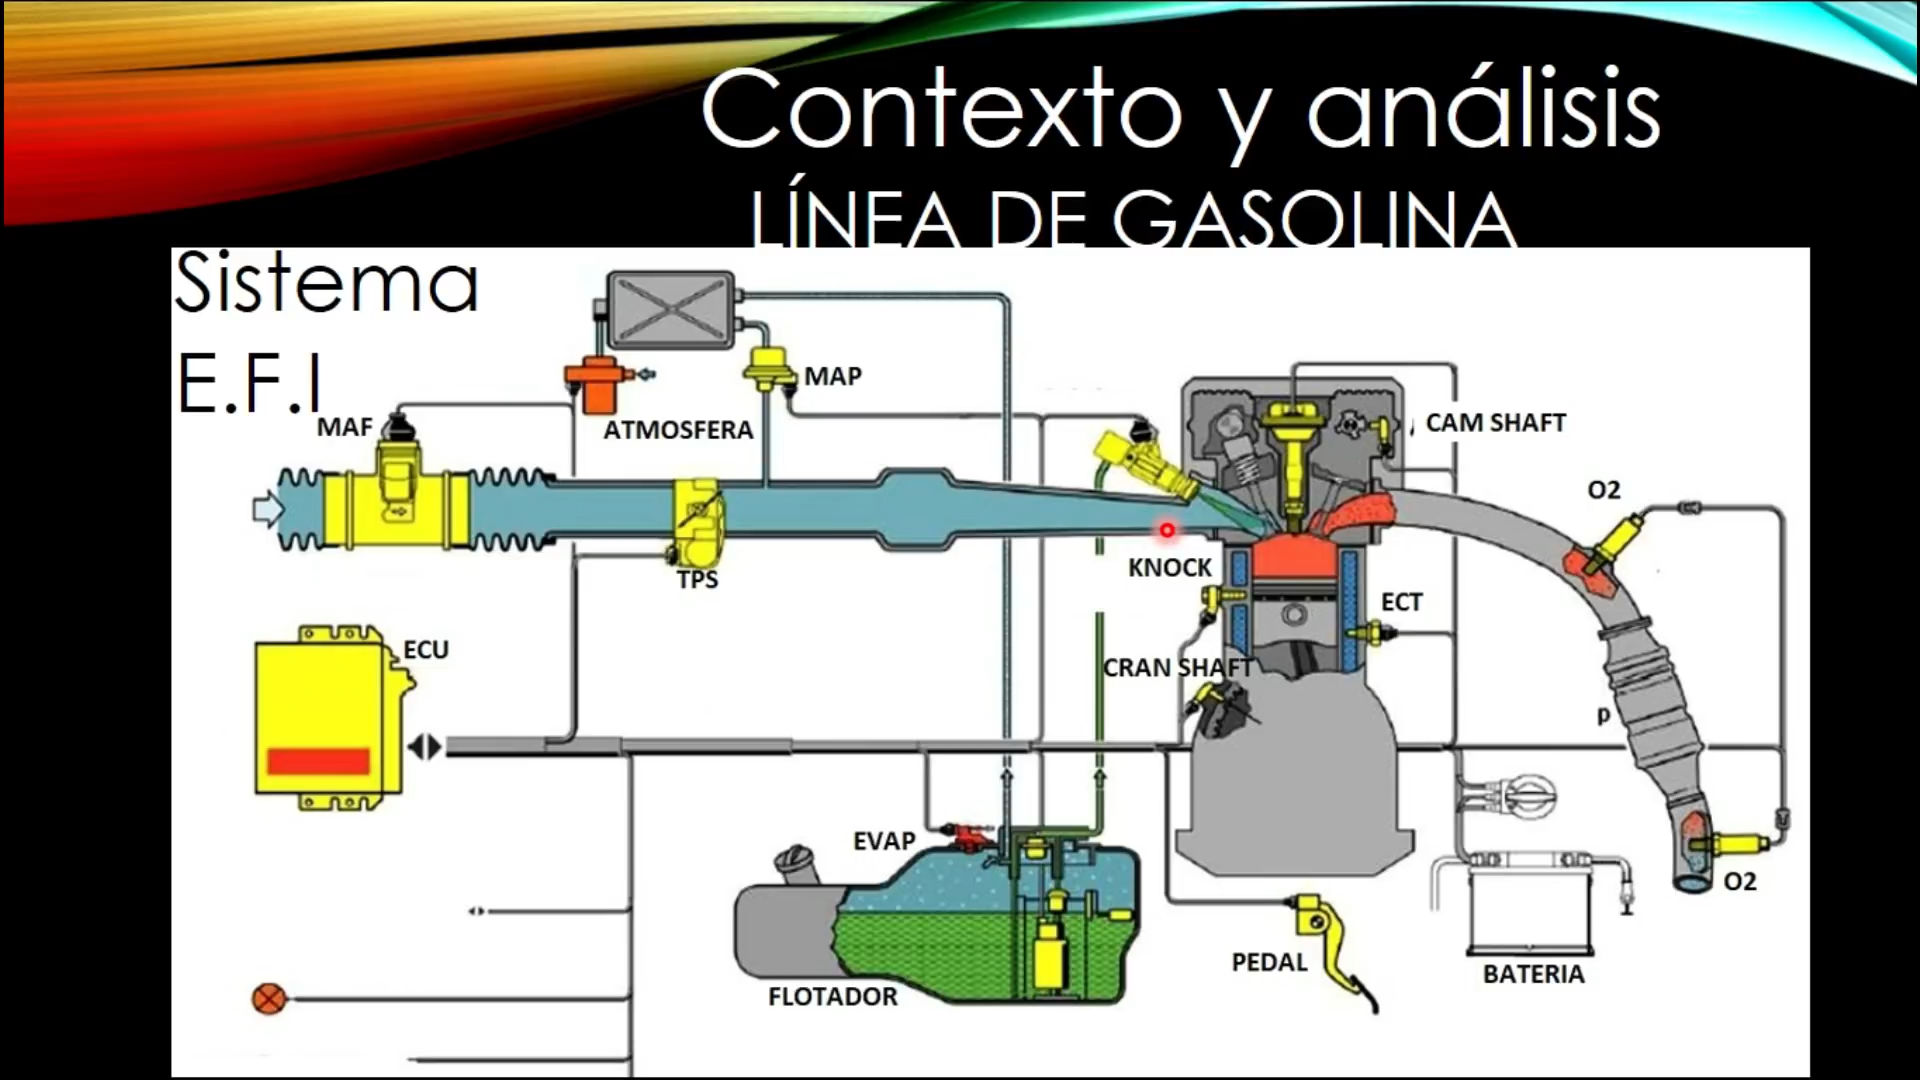 Contexto y análisis
LÍNEA DE GASOLINA
Sistema
E.F.I
MAF
MAP
ATMOSFERA
CAM SHAFT
O2
TPS
KNOCK
ECT
ECU
CRAN SHAFT
p
EVAP
O2
PEDAL
BATERIA
FLOTADOR